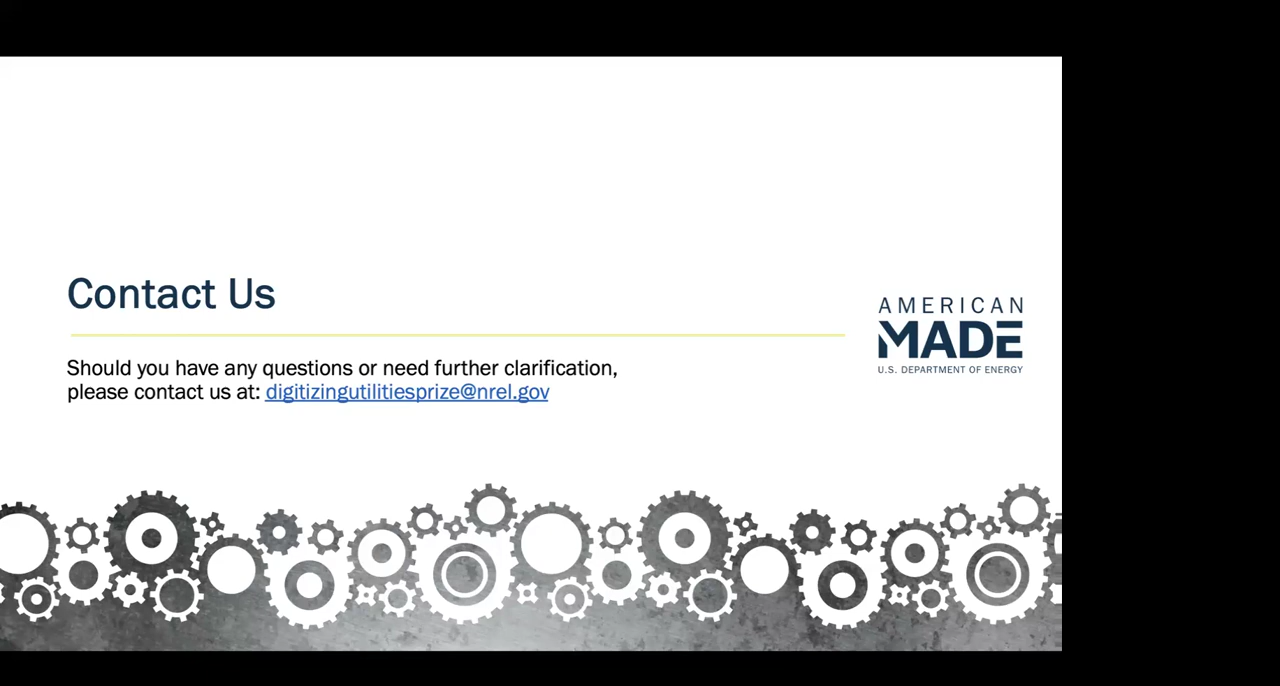 Contact Us
Should you have any questions or need further clarification,
please contact us at: digitizingutilitiesprize@nrel.gov
AMERICAN
MADE
U.S. DEPARTMENT OF ENERGY